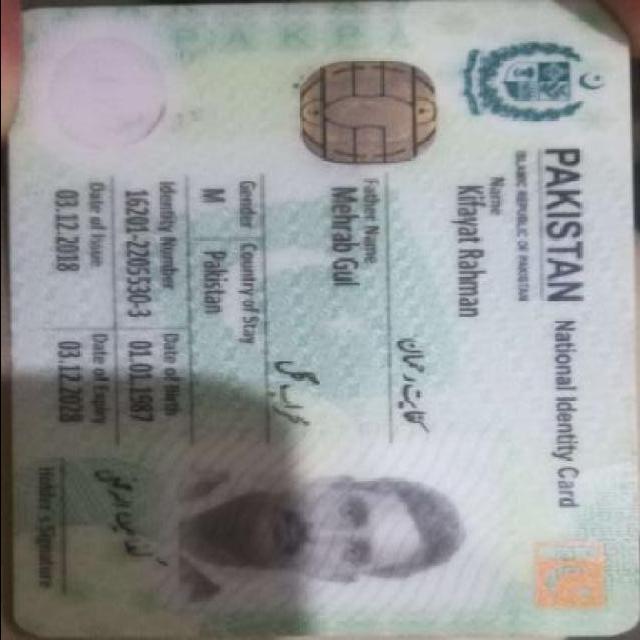 PAKISTAN National Identity Card
ISLAMIC REPUBLIC OF PAKISTAN
Name
Kifayat Rahman
کفایت رحمان
Father Name
Mehrab Gul
محراب گل
Gender Country of Stay
M Pakistan
Identity Number Date of Birth
16201-2205530-3 01.01.1987
Date of Issue Date of Expiry
03.12.2018 03.12.2028
Holder's Signature